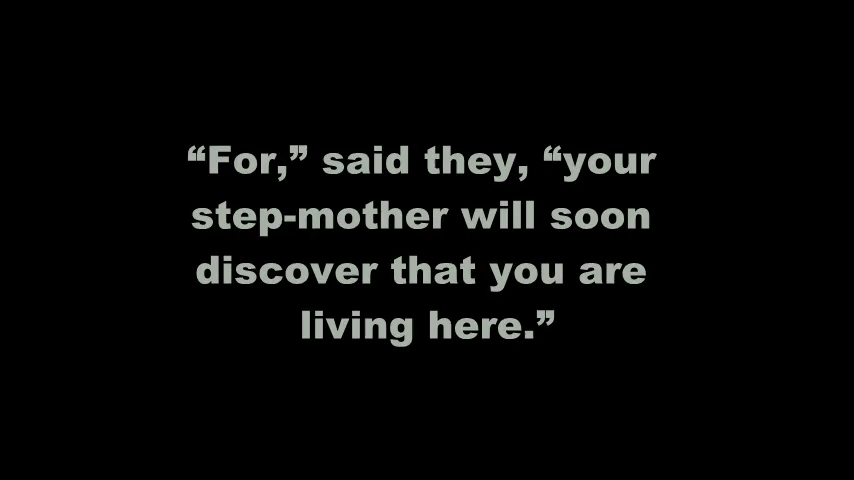 “For,” said they, “your
step-mother will soon
discover that you are
living here.”